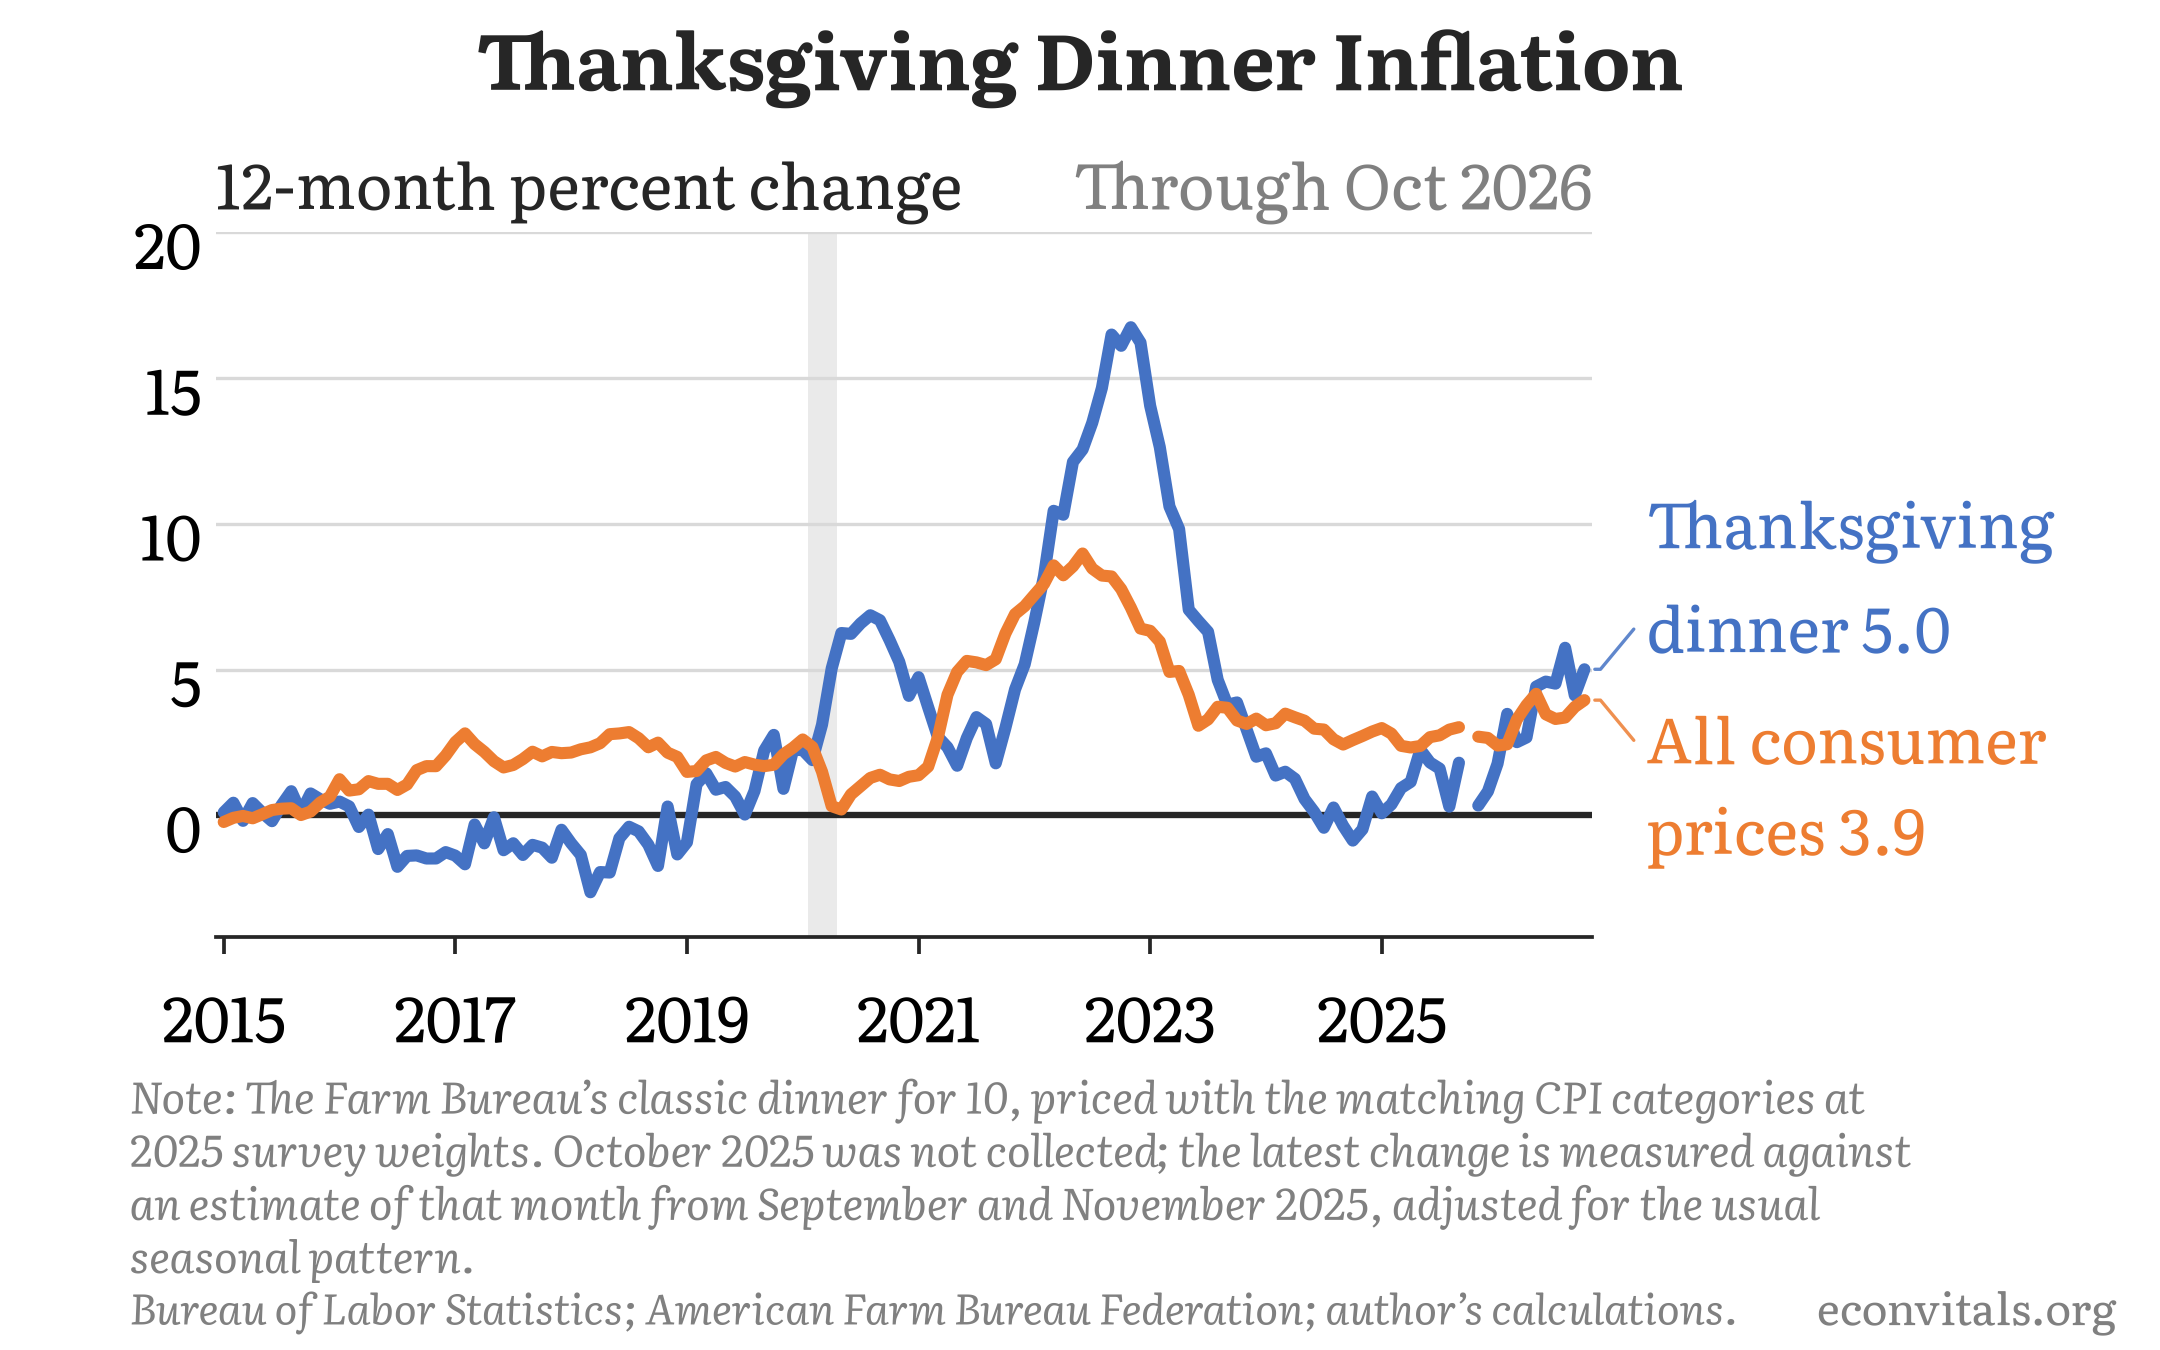 Thanksgiving Dinner Inflation
12-month percent change
Through Oct 2026
20
15
10
5
0
Thanksgiving
dinner 5.0
All consumer
prices 3.9
2015
2017
2019
2021
2023
2025
Note: The Farm Bureau’s classic dinner for 10, priced with the matching CPI categories at
2025 survey weights. October 2025 was not collected; the latest change is measured against
an estimate of that month from September and November 2025, adjusted for the usual
seasonal pattern.
Bureau of Labor Statistics; American Farm Bureau Federation; author’s calculations.
econvitals.org